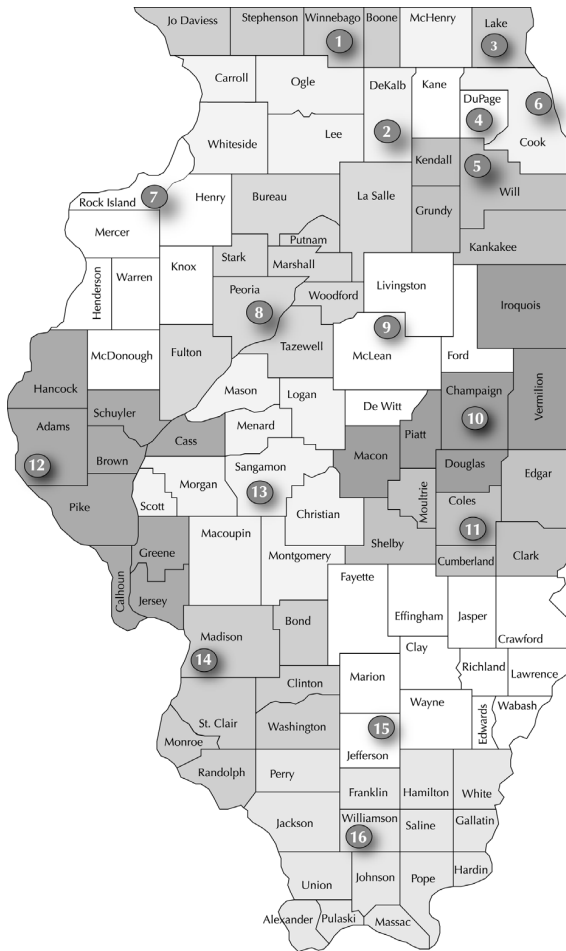 Jo Daviess
Stephenson
Winnebago
Boone
McHenry
Lake
1
3
Carroll
Ogle
DeKalb
Kane
DuPage
6
4
2
Cook
Whiteside
Lee
Kendall
5
7
Rock Island
Henry
Bureau
La Salle
Will
Grundy
Mercer
Putnam
Kankakee
Stark
Marshall
Knox
Warren
Henderson
Peoria
Woodford
Livingston
Iroquois
8
9
Tazewell
McLean
Ford
McDonough
Fulton
Hancock
Mason
Logan
De Witt
Champaign
Vermilion
10
Schuyler
Adams
Menard
Piatt
Cass
Macon
Brown
12
Sangamon
Douglas
Edgar
13
Morgan
Moultrie
Coles
Pike
Scott
Christian
11
Macoupin
Shelby
Greene
Montgomery
Cumberland
Clark
Calhoun
Jersey
Fayette
Effingham
Jasper
Bond
Madison
Crawford
Clay
14
Richland
Lawrence
Clinton
Marion
Wayne
Edwards
Wabash
St. Clair
Washington
15
Monroe
Jefferson
Randolph
Perry
Franklin
Hamilton
White
Jackson
Williamson
Saline
Gallatin
16
Hardin
Union
Johnson
Pope
Alexander
Pulaski
Massac